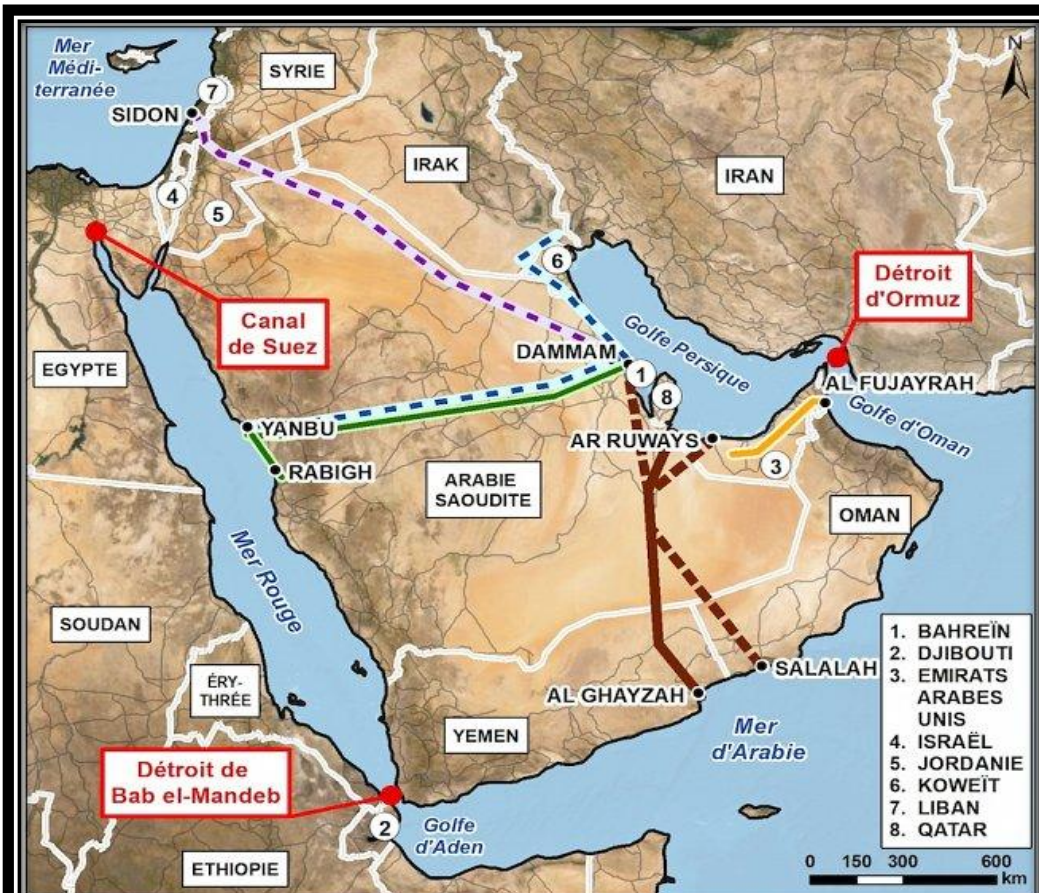 Mer
Médi-
terranée
SYRIE
N
7
SIDON
IRAK
IRAN
4
5
6
Détroit
d'Ormuz
Canal
de Suez
Golfe Persique
EGYPTE
DAMMAM
1
8
AL FUJAYRAH
Golfe d'Oman
YANBU
AR RUWAYS
3
RABIGH
ARABIE
SAOUDITE
OMAN
Mer Rouge
SOUDAN
ÉRY-
THRÉE
SALALAH
AL GHAYZAH
YEMEN
Mer
d'Arabie
Détroit de
Bab el-Mandeb
2
Golfe
d'Aden
ETHIOPIE
1. BAHREÏN
2. DJIBOUTI
3. EMIRATS
ARABES
UNIS
4. ISRAËL
5. JORDANIE
6. KOWEÏT
7. LIBAN
8. QATAR
0 150 300 600
km